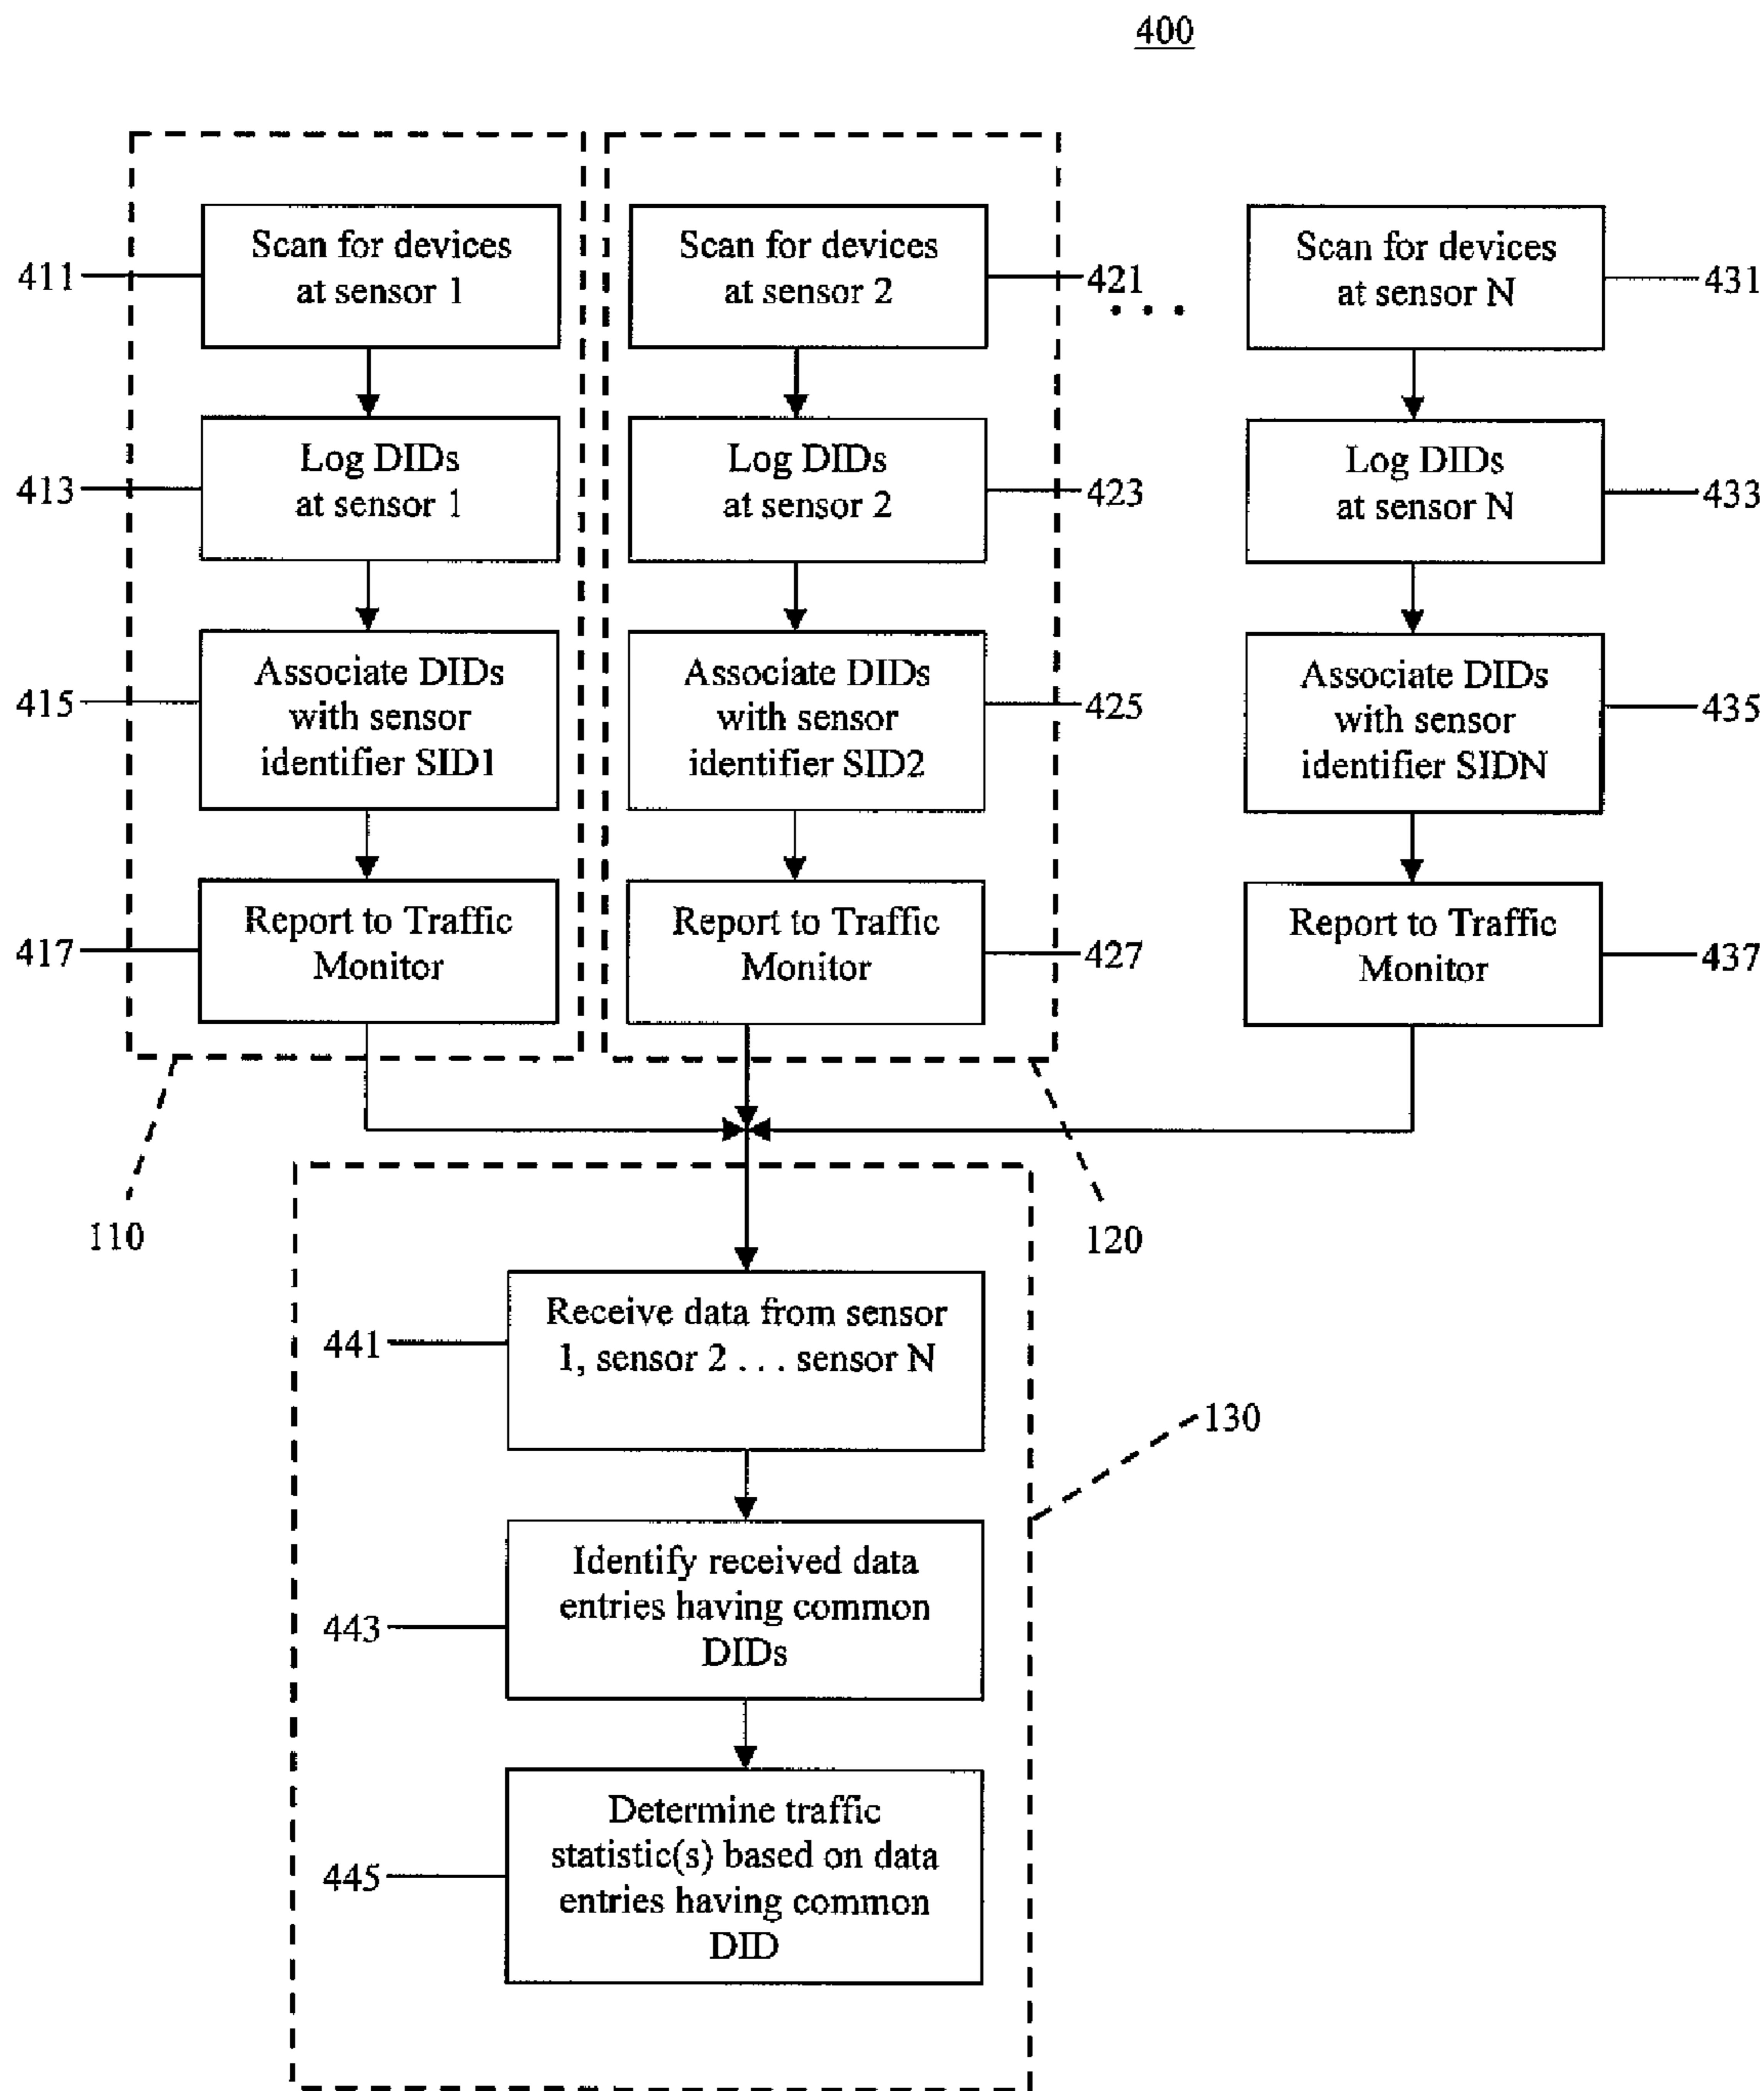 400
Scan for devices
at sensor 1
411
Scan for devices
at sensor 2
421
. . .
Scan for devices
at sensor N
431
Log DIDs
at sensor 1
413
Log DIDs
at sensor 2
423
Log DIDs
at sensor N
433
Associate DIDs
with sensor
identifier SID1
415
Associate DIDs
with sensor
identifier SID2
425
Associate DIDs
with sensor
identifier SIDN
435
Report to Traffic
Monitor
417
Report to Traffic
Monitor
427
Report to Traffic
Monitor
437
110
120
Receive data from sensor
1, sensor 2 . . . sensor N
441
130
Identify received data
entries having common
DIDs
443
Determine traffic
statistic(s) based on data
entries having common
DID
445